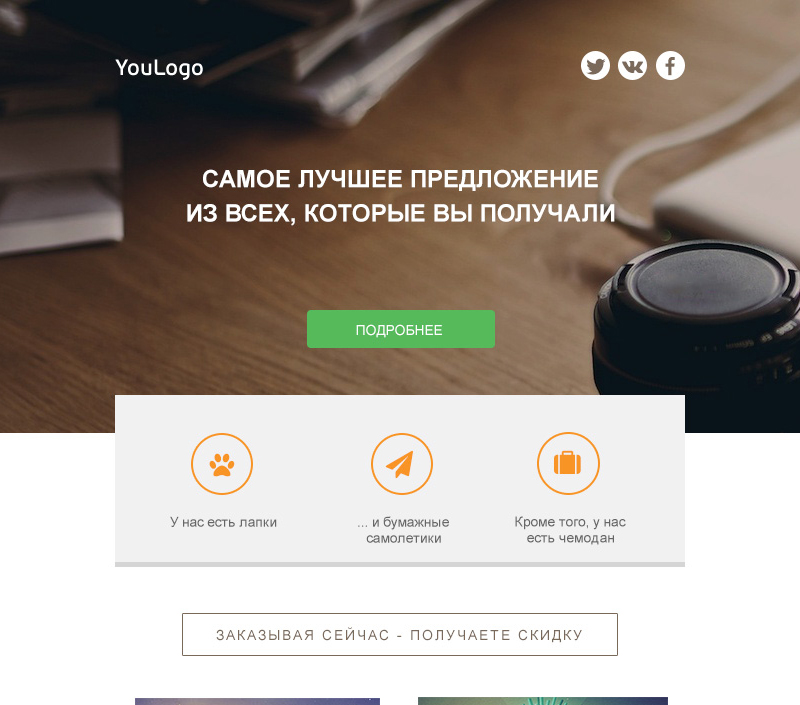 YouLogo
САМОЕ ЛУЧШЕЕ ПРЕДЛОЖЕНИЕ
ИЗ ВСЕХ, КОТОРЫЕ ВЫ ПОЛУЧАЛИ
ПОДРОБНЕЕ
У нас есть лапки
... и бумажные
самолетики
Кроме того, у нас
есть чемодан
ЗАКАЗЫВАЯ СЕЙЧАС - ПОЛУЧАЕТЕ СКИДКУ